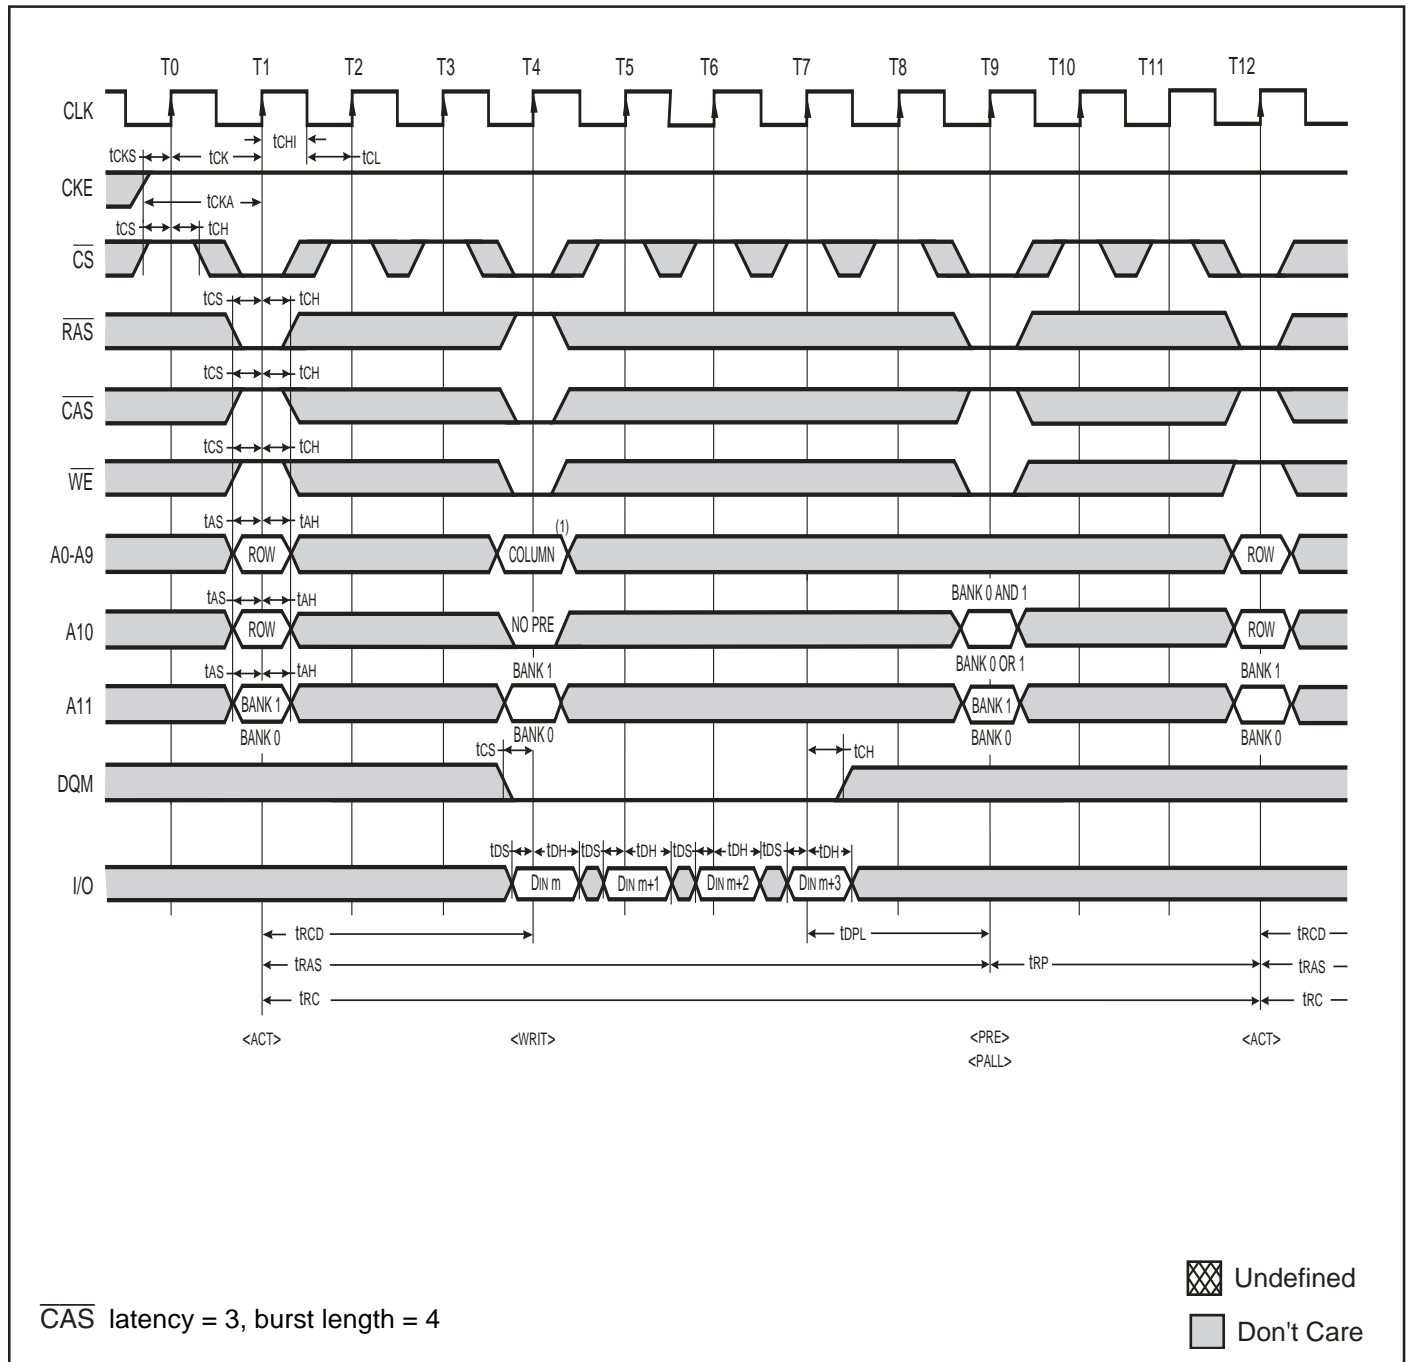 T0 T1 T2 T3 T4 T5 T6 T7 T8 T9 T10 T11 T12
CLK
tCHI
tCKS tCK tCL
CKE
tCKA
tCS tCH
CS
tCS tCH
RAS
tCS tCH
CAS
tCS tCH
WE
tAS tAH (1)
A0-A9 ROW COLUMN ROW
tAS tAH BANK 0 AND 1
A10 ROW NO PRE ROW
tAS tAH BANK 1 BANK 0 OR 1 BANK 1
A11 BANK 1 BANK 1
BANK 0 BANK 0 BANK 0 BANK 0
tCS tCH
DQM
tDS tDH tDS tDH tDS tDH tDS tDH
I/O DIN m DIN m+1 DIN m+2 DIN m+3
tRCD tDPL tRCD
tRAS tRP tRAS
tRC tRC
<ACT> <WRIT> <PRE> <ACT>
<PALL>
Undefined
CAS latency = 3, burst length = 4
Don't Care